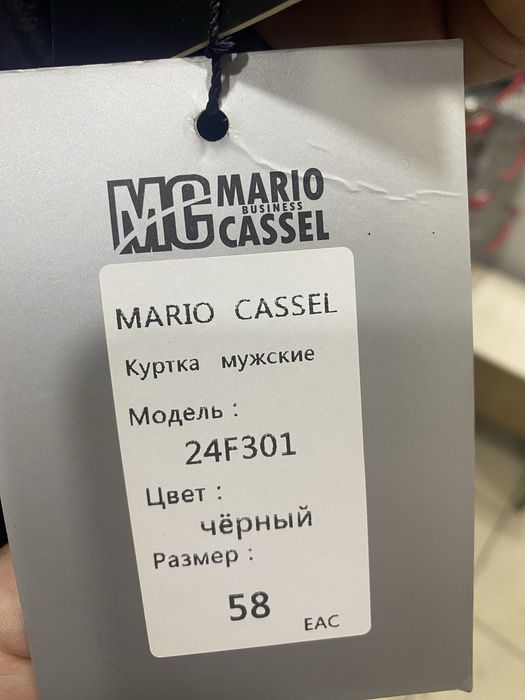 MC MARIO
BUSINESS
CASSEL
MARIO CASSEL
Куртка мужские
Модель :
24F301
Цвет :
чёрный
Размер :
58
EAC